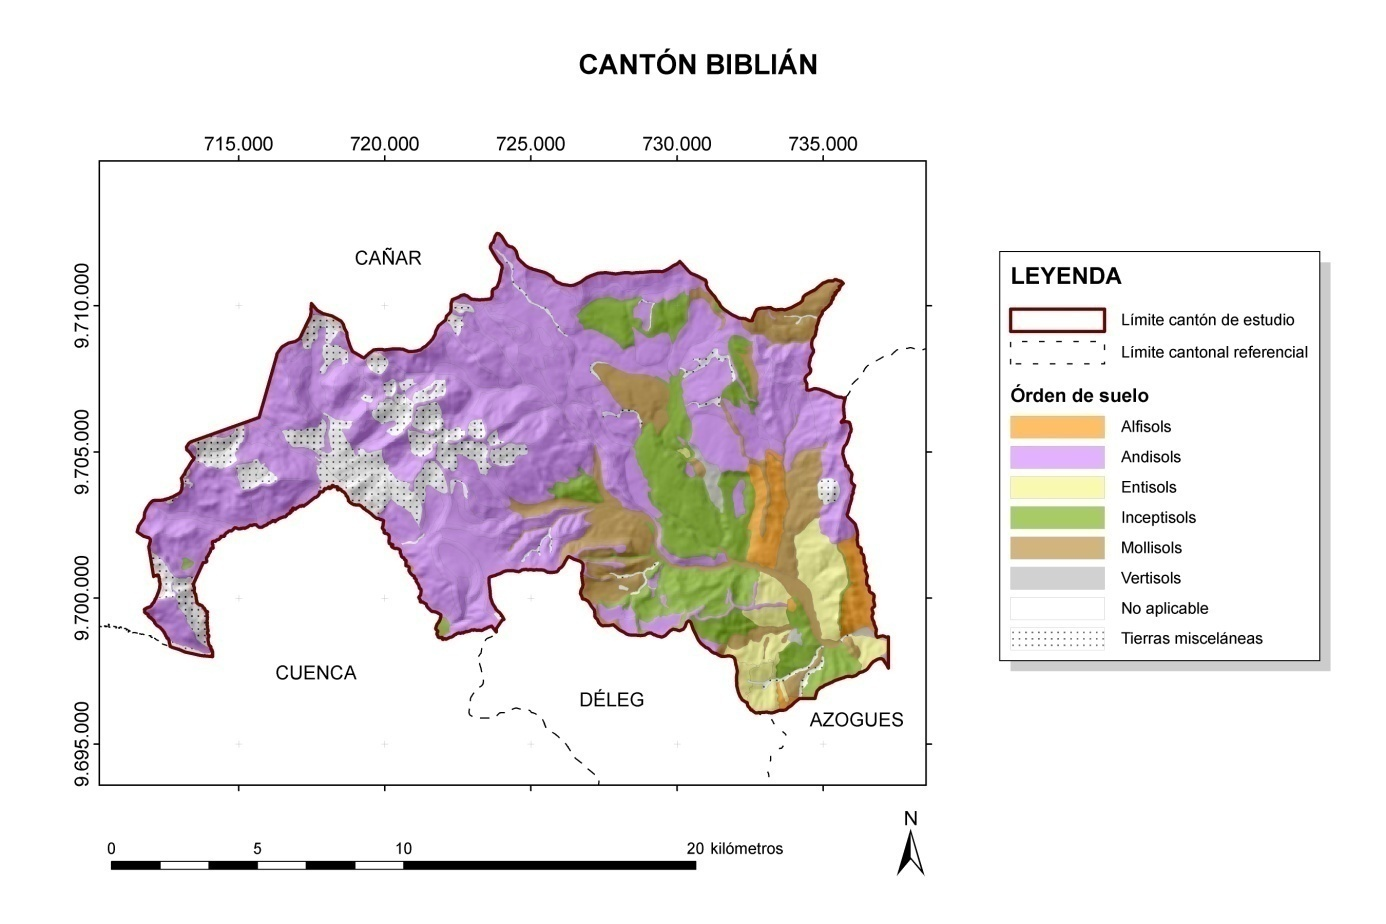 CANTÓN BIBLIÁN
715.000 720.000 725.000 730.000 735.000
9.710.000
9.705.000
9.700.000
9.695.000
CAÑAR
CUENCA
DÉLEG
AZOGUES
LEYENDA
Límite cantón de estudio
Límite cantonal referencial
Órden de suelo
Alfisols
Andisols
Entisols
Inceptisols
Mollisols
Vertisols
No aplicable
Tierras misceláneas
0 5 10 20 kilómetros
N